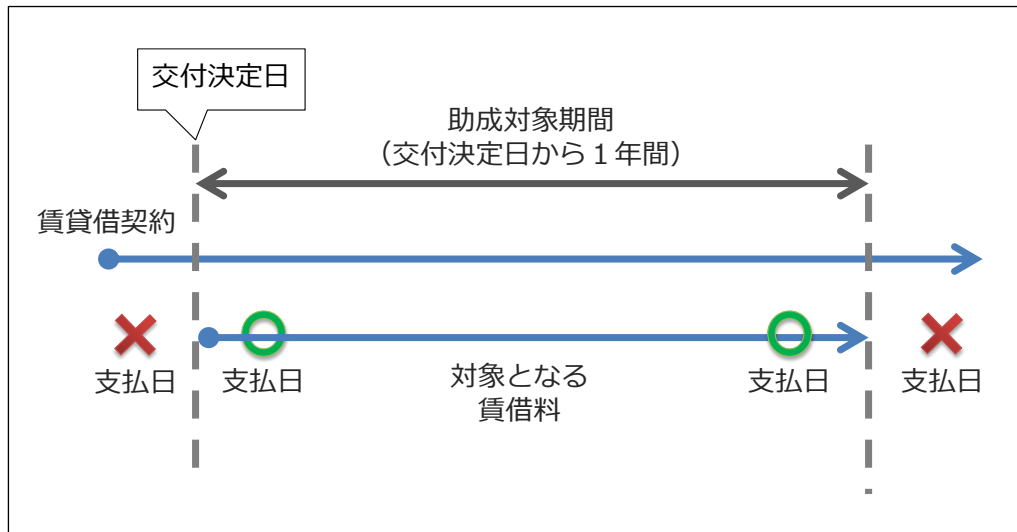 交付決定日
助成対象期間
（交付決定日から１年間）
賃貸借契約
支払日
支払日
対象となる
賃借料
支払日
支払日